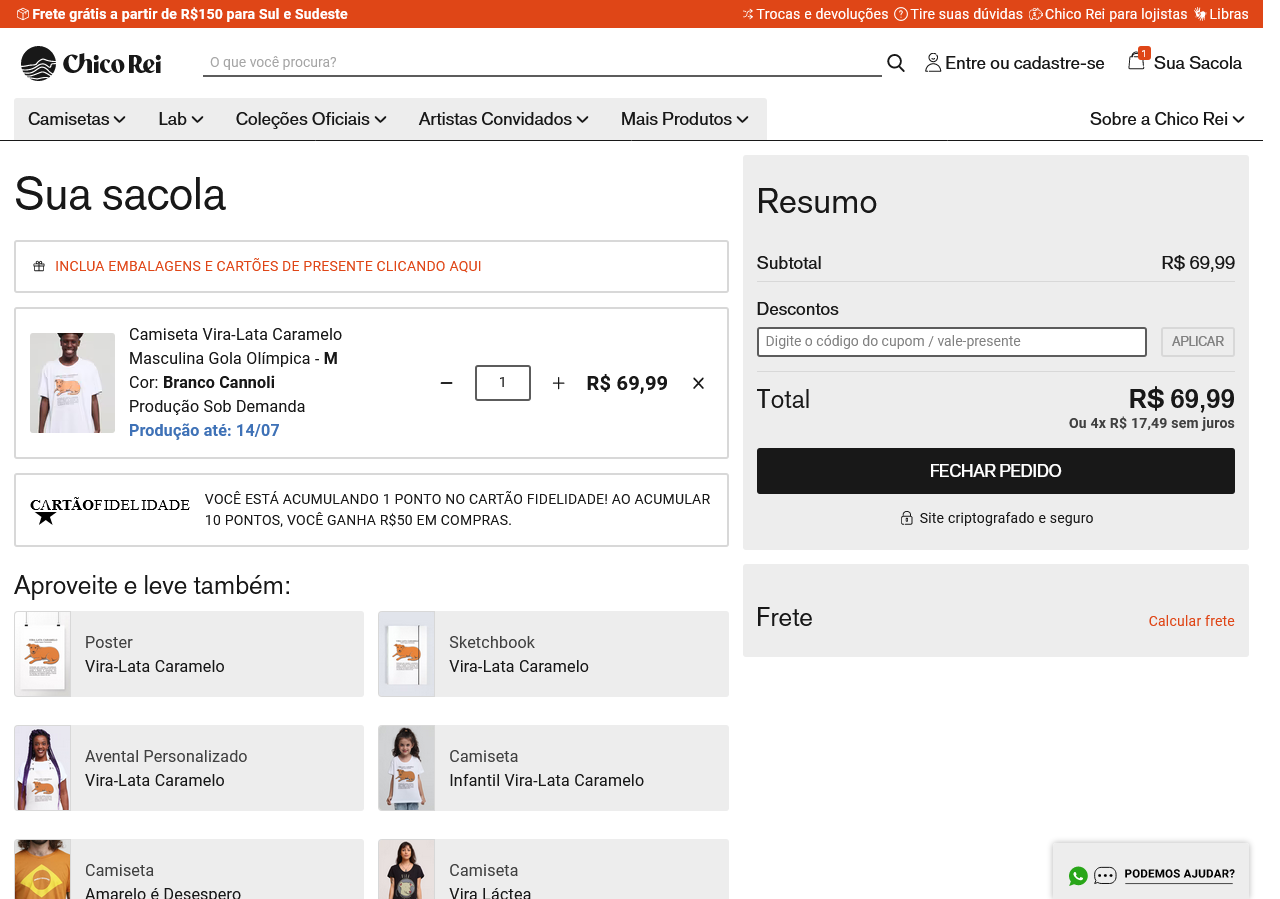 Frete grátis a partir de R$150 para Sul e Sudeste
Trocas e devoluções Tire suas dúvidas Chico Rei para lojistas Libras
Chico Rei
O que você procura?
Entre ou cadastre-se
1
Sua Sacola
Camisetas Lab Coleções Oficiais Artistas Convidados Mais Produtos Sobre a Chico Rei
Sua sacola
INCLUA EMBALAGENS E CARTÕES DE PRESENTE CLICANDO AQUI
Camiseta Vira-Lata Caramelo
Masculina Gola Olímpica - M
Cor: Branco Cannoli
Produção Sob Demanda
Produção até: 14/07
1
R$ 69,99
CARTÃOFIDELIDADE
VOCÊ ESTÁ ACUMULANDO 1 PONTO NO CARTÃO FIDELIDADE! AO ACUMULAR
10 PONTOS, VOCÊ GANHA R$50 EM COMPRAS.
Aproveite e leve também:
Poster
Vira-Lata Caramelo
Sketchbook
Vira-Lata Caramelo
Avental Personalizado
Vira-Lata Caramelo
Camiseta
Infantil Vira-Lata Caramelo
Camiseta
Amarelo é Desespero
Camiseta
Vira Láctea
Resumo
Subtotal R$ 69,99
Descontos
Digite o código do cupom / vale-presente APLICAR
Total R$ 69,99
Ou 4x R$ 17,49 sem juros
FECHAR PEDIDO
Site criptografado e seguro
Frete Calcular frete
PODEMOS AJUDAR?